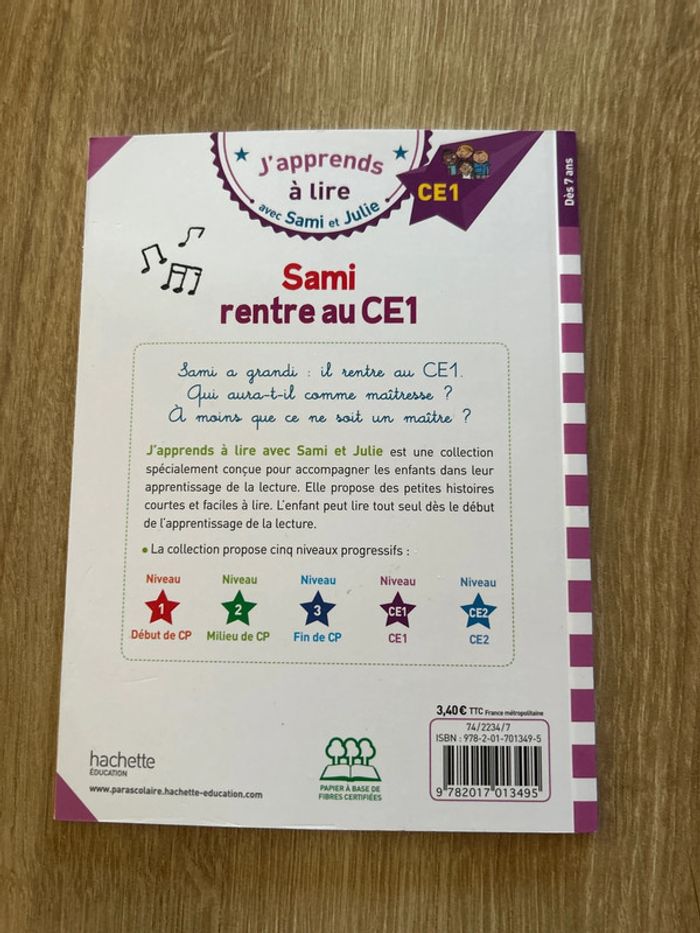 J'apprends
à lire
avec Sami et Julie
CE1
Dès 7 ans
Sami
rentre au CE1
Sami a grandi : il rentre au CE1.
Qui aura-t-il comme maîtresse ?
À moins que ce ne soit un maître ?
J'apprends à lire avec Sami et Julie est une collection
spécialement conçue pour accompagner les enfants dans leur
apprentissage de la lecture. Elle propose des petites histoires
courtes et faciles à lire. L'enfant peut lire tout seul dès le début
de l'apprentissage de la lecture.
• La collection propose cinq niveaux progressifs :
Niveau Niveau Niveau Niveau Niveau
1 2 3 CE1 CE2
Début de CP Milieu de CP Fin de CP CE1 CE2
3,40 € TTC France métropolitaine
74/2234/7
ISBN : 978-2-01-701349-5
9 782017 013495
hachette
ÉDUCATION
www.parascolaire.hachette-education.com
PAPIER À BASE DE
FIBRES CERTIFIÉES